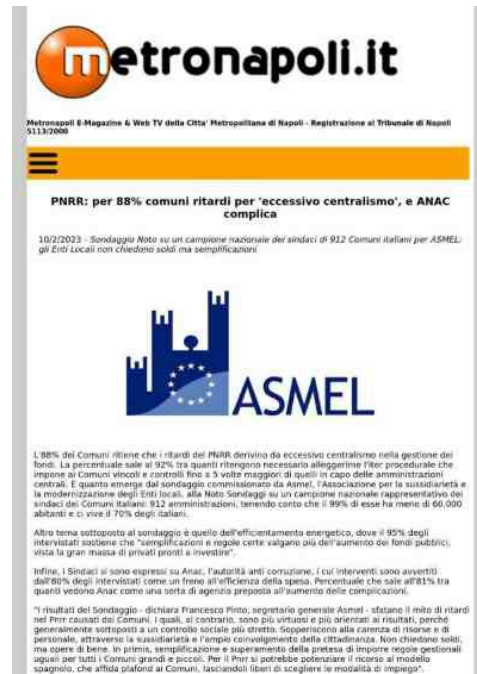 metronapoli.it
Metronapoli E-Magazine & Web TV della Citta' Metropolitana di Napoli - Registrazione al Tribunale di Napoli
5113/2000
PNRR: per 88% comuni ritardi per 'eccessivo centralismo', e ANAC
complica
10/2/2023 - Sondaggio Noto su un campione nazionale dei sindaci di 912 Comuni italiani per ASMEL:
gli Enti Locali non chiedono soldi ma semplificazioni
ASMEL
L'88% dei Comuni ritiene che i ritardi del PNRR derivino da eccessivo centralismo nella gestione dei
fondi. La percentuale sale al 92% tra quanti ritengono necessario alleggerirne l'iter procedurale che
impone ai Comuni vincoli e controlli fino a 5 volte maggiori di quelli in capo delle amministrazioni
centrali. È quanto emerge dal sondaggio commissionato da Asmel, l'Associazione per la sussidiarietà e
la modernizzazione degli Enti locali, alla Noto Sondaggi su un campione nazionale rappresentativo dei
sindaci dei Comuni italiani: 912 amministrazioni, tenendo conto che il 99% di esse ha meno di 60.000
abitanti e ci vive il 70% degli italiani.
Altro tema sottoposto al sondaggio è quello dell'efficientamento energetico, dove il 95% degli
intervistati sostiene che "semplificazioni e regole certe valgano più dell'aumento dei fondi pubblici,
vista la gran massa di privati pronti a investire".
Infine, i Sindaci si sono espressi su Anac, l'autorità anti corruzione, i cui interventi sono avvertiti
dall'80% degli intervistati come un freno all'efficienza della spesa. Percentuale che sale all'81% tra
quanti vedono Anac come una sorta di agenzia preposta all'aumento delle complicazioni.
"I risultati del Sondaggio - dichiara Francesco Pinto, segretario generale Asmel - sfatano il mito di ritardi
nel Pnrr causati dai Comuni. I quali, al contrario, sono più virtuosi e più orientati ai risultati, perché
generalmente sottoposti a un controllo sociale più stretto. Sopperiscono alla carenza di risorse e di
personale, attraverso la sussidiarietà e l'ampio coinvolgimento della cittadinanza. Non chiedono soldi,
ma opere di bene. In primis, semplificazione e superamento della pretesa di imporre regole gestionali
uguali per tutti i Comuni grandi e piccoli. Per il Pnrr si potrebbe potenziare il ricorso al modello
spagnolo, che affida plafond ai Comuni, lasciandoli liberi di scegliere le modalità di impiego".